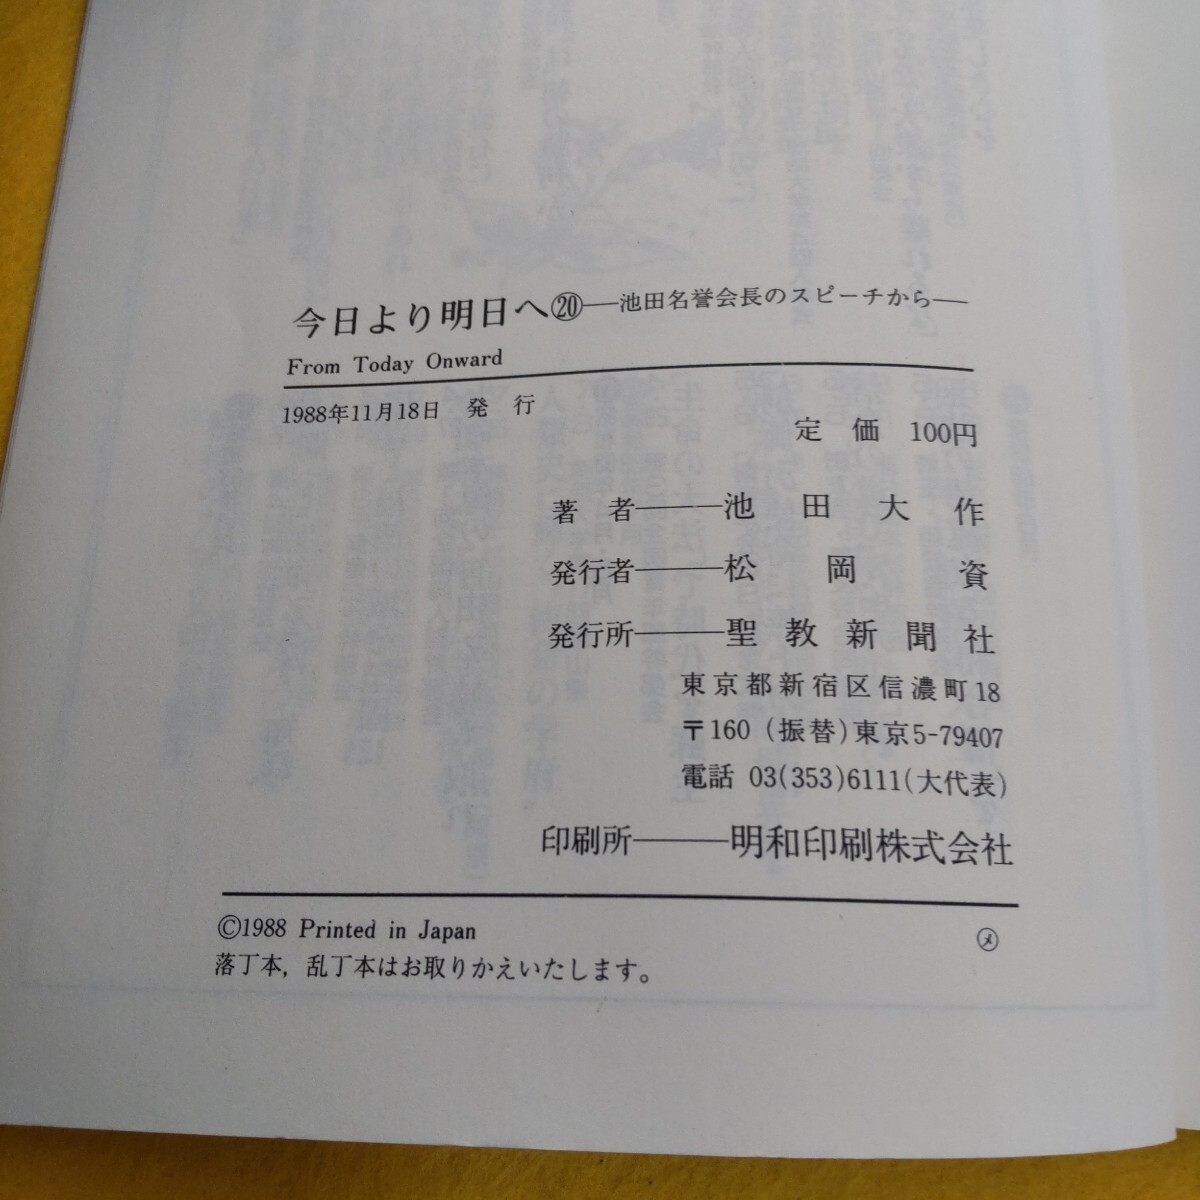 今日より明日へ⑳―池田名誉会長のスピーチから―
From Today Onward
1988年11月18日 発 行
定 価 100円
著 者――池 田 大 作
発行者――松 岡 資
発行所――聖 教 新 聞 社
東京都新宿区信濃町18
〒160 (振替)東京5-79407
電話 03(353)6111(大代表)
印刷所――明和印刷株式会社
©1988 Printed in Japan
㋱
落丁本,乱丁本はお取りかえいたします。